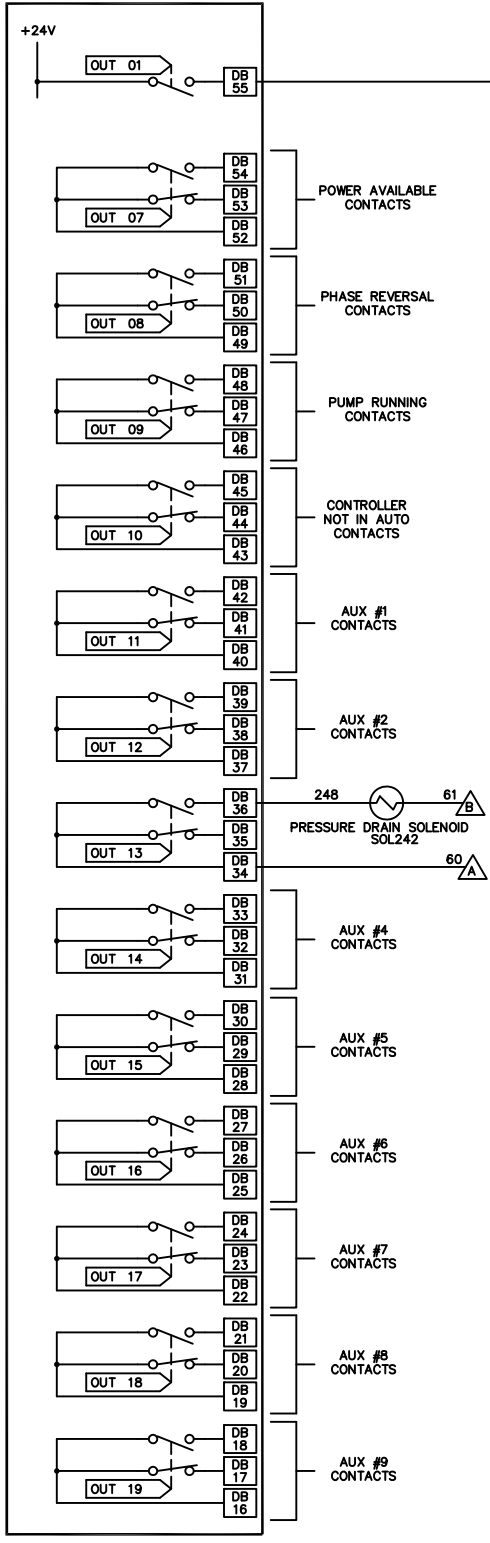 +24V
OUT 01
DB
55
DB
54
DB
53
OUT 07
DB
52
POWER AVAILABLE
CONTACTS
DB
51
DB
50
OUT 08
DB
49
PHASE REVERSAL
CONTACTS
DB
48
DB
47
OUT 09
DB
46
PUMP RUNNING
CONTACTS
DB
45
DB
44
OUT 10
DB
43
CONTROLLER
NOT IN AUTO
CONTACTS
DB
42
DB
41
OUT 11
DB
40
AUX #1
CONTACTS
DB
39
DB
38
OUT 12
DB
37
AUX #2
CONTACTS
DB
36
248
61
B
DB
35
PRESSURE DRAIN SOLENOID
SOL242
OUT 13
DB
34
60
A
DB
33
DB
32
OUT 14
DB
31
AUX #4
CONTACTS
DB
30
DB
29
OUT 15
DB
28
AUX #5
CONTACTS
DB
27
DB
26
OUT 16
DB
25
AUX #6
CONTACTS
DB
24
DB
23
OUT 17
DB
22
AUX #7
CONTACTS
DB
21
DB
20
OUT 18
DB
19
AUX #8
CONTACTS
DB
18
DB
17
OUT 19
DB
16
AUX #9
CONTACTS